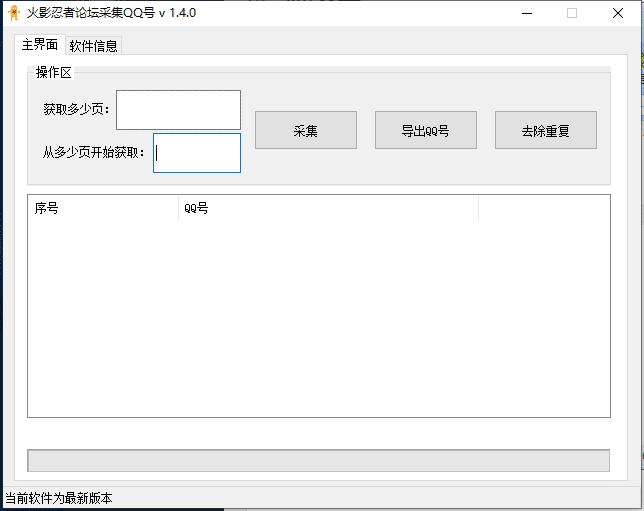 火影忍者论坛采集QQ号 v 1.4.0
主界面 软件信息
操作区
获取多少页：
从多少页开始获取：
采集 导出QQ号 去除重复
序号 QQ号
当前软件为最新版本